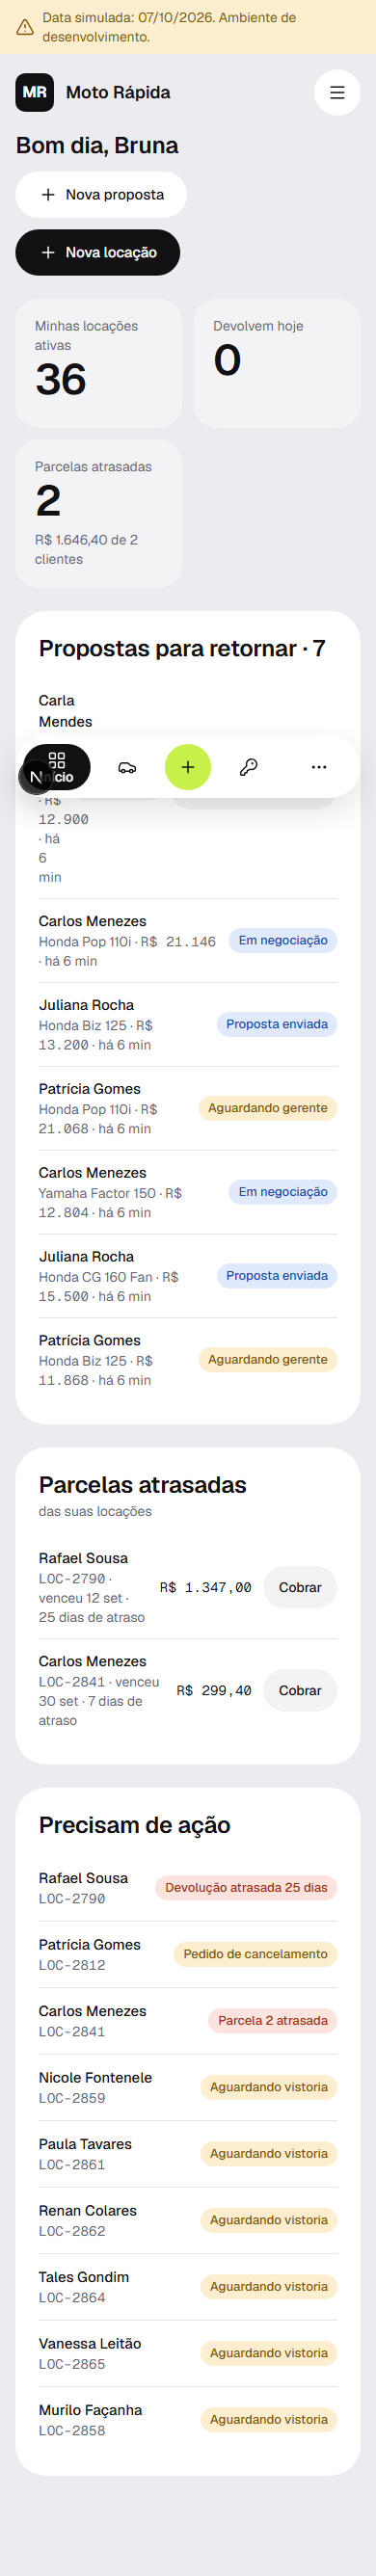 Data simulada: 07/10/2026. Ambiente de
desenvolvimento.
MR
Moto Rápida
Bom dia, Bruna
Nova proposta
Nova locação
Minhas locações
ativas
36
Devolvem hoje
0
Parcelas atrasadas
2
R$ 1.646,40 de 2
clientes
Propostas para retornar · 7
Carla
Mendes
N
Início
· R$
12.900
· há
6
min
Carlos Menezes
Honda Pop 110i · R$ 21.146
· há 6 min
Em negociação
Juliana Rocha
Honda Biz 125 · R$
13.200 · há 6 min
Proposta enviada
Patrícia Gomes
Honda Pop 110i · R$
21.068 · há 6 min
Aguardando gerente
Carlos Menezes
Yamaha Factor 150 · R$
12.804 · há 6 min
Em negociação
Juliana Rocha
Honda CG 160 Fan · R$
15.500 · há 6 min
Proposta enviada
Patrícia Gomes
Honda Biz 125 · R$
11.868 · há 6 min
Aguardando gerente
Parcelas atrasadas
das suas locações
Rafael Sousa
LOC-2790 ·
venceu 12 set ·
25 dias de atraso
R$ 1.347,00
Cobrar
Carlos Menezes
LOC-2841 · venceu
30 set · 7 dias de
atraso
R$ 299,40
Cobrar
Precisam de ação
Rafael Sousa
LOC-2790
Devolução atrasada 25 dias
Patrícia Gomes
LOC-2812
Pedido de cancelamento
Carlos Menezes
LOC-2841
Parcela 2 atrasada
Nicole Fontenele
LOC-2859
Aguardando vistoria
Paula Tavares
LOC-2861
Aguardando vistoria
Renan Colares
LOC-2862
Aguardando vistoria
Tales Gondim
LOC-2864
Aguardando vistoria
Vanessa Leitão
LOC-2865
Aguardando vistoria
Murilo Façanha
LOC-2858
Aguardando vistoria